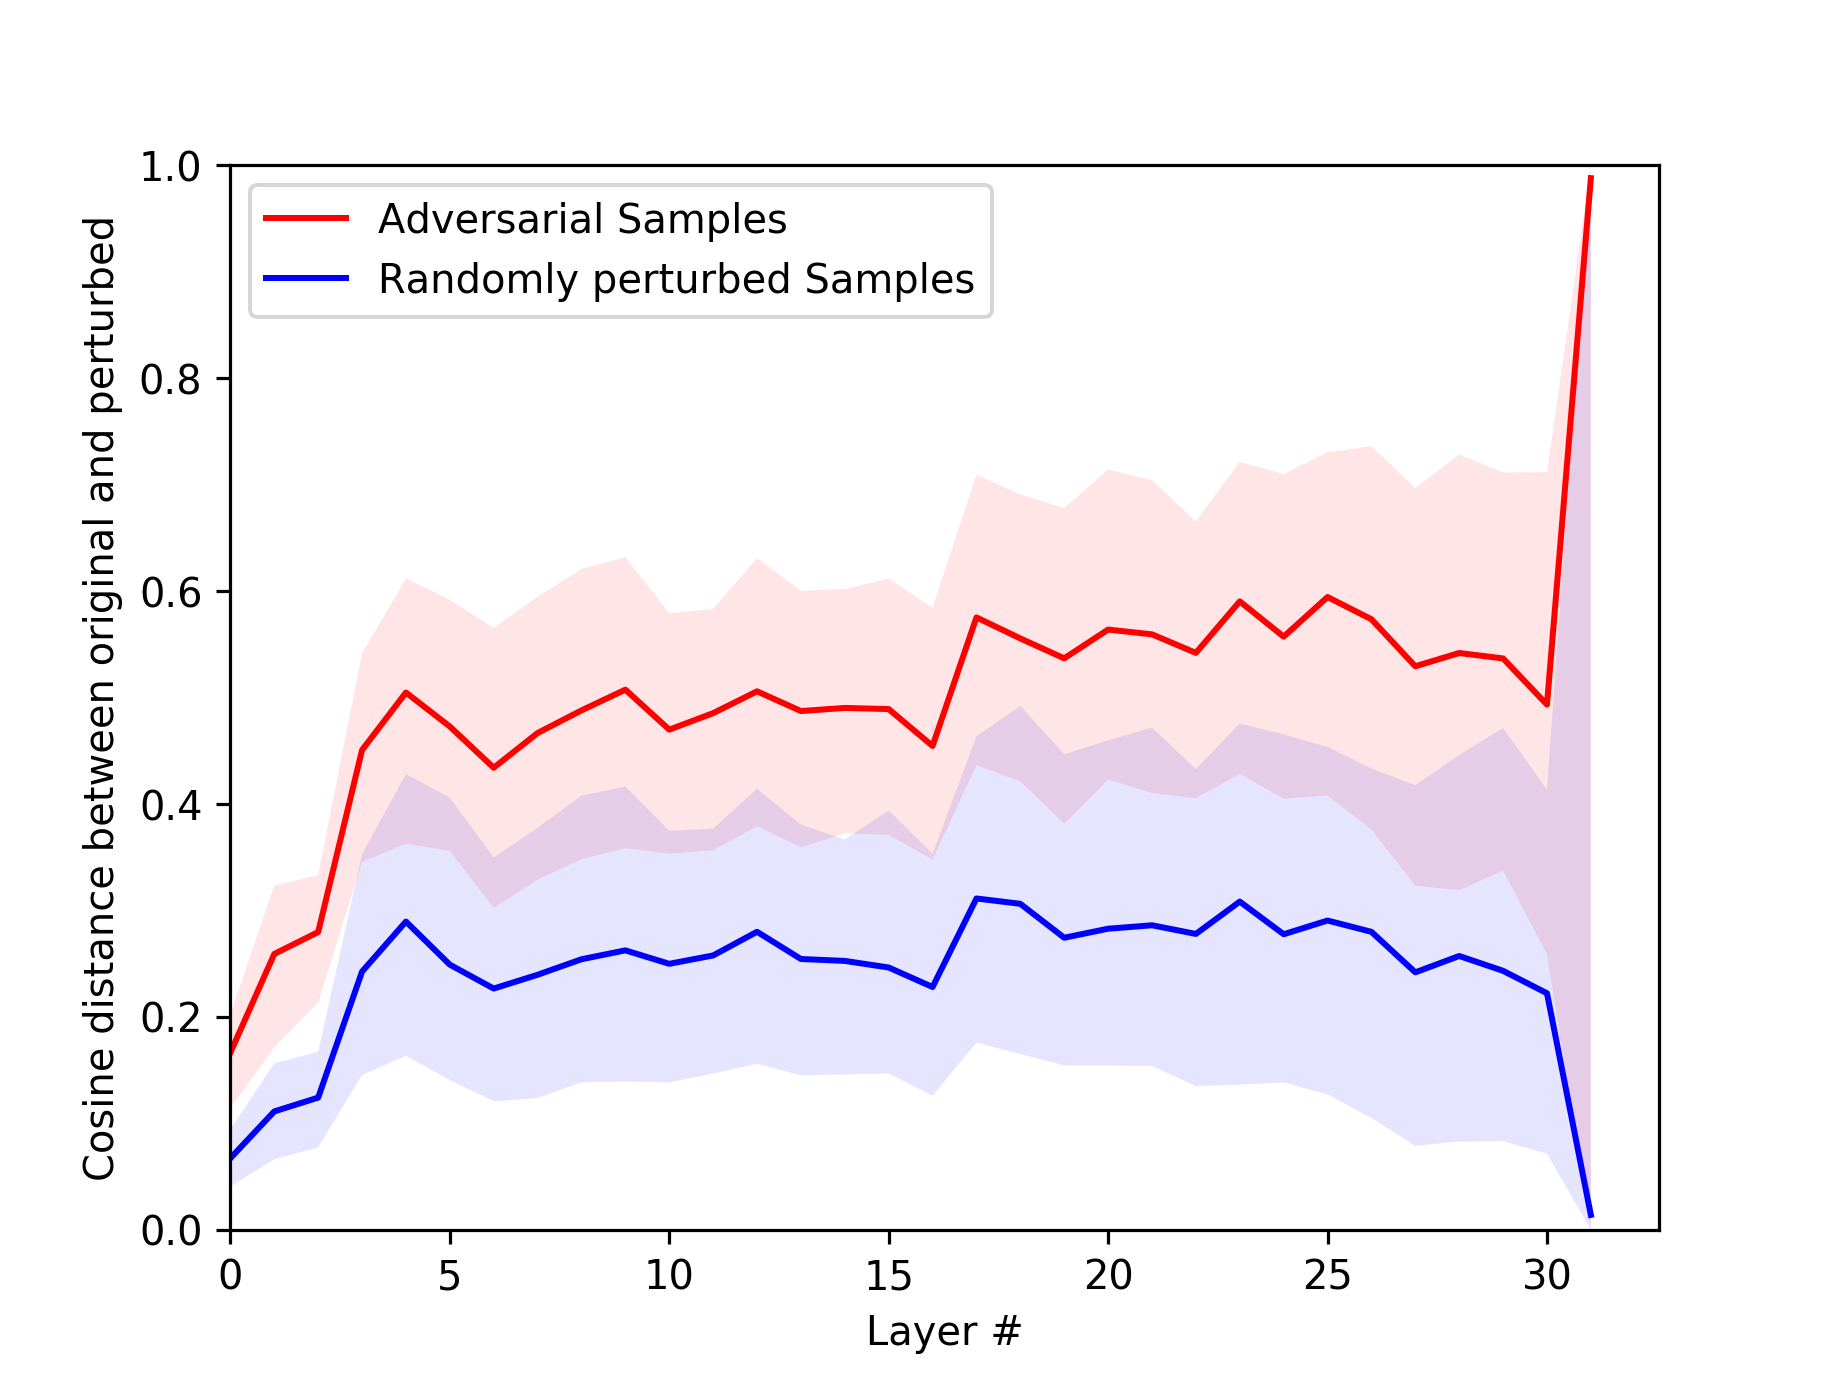 Adversarial Samples
Randomly perturbed Samples
Cosine distance between original and perturbed
1.0
0.8
0.6
0.4
0.2
0.0
0 5 10 15 20 25 30
Layer #